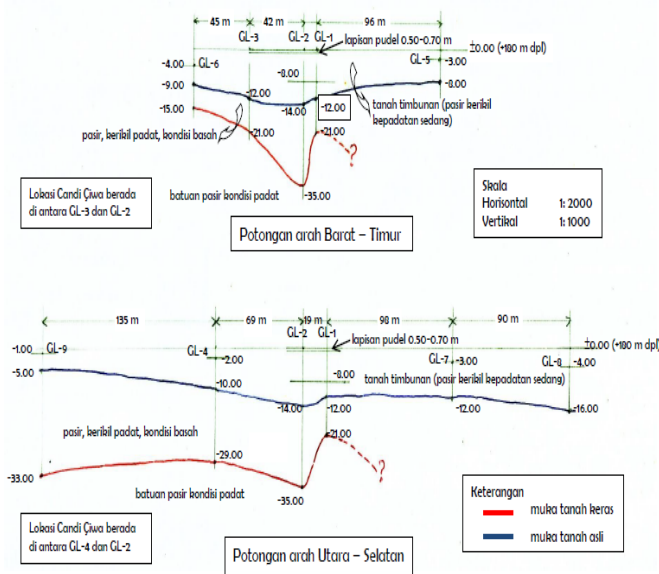 45 m 42 m 96 m
GL-3 GL-2 GL-1 lapisan pudel 0.50-0.70 m
±0.00 (+180 m dpl)
-4.00 GL-6 GL-5 -3.00
-9.00 -8.00 -8.00
-12.00 -14.00 -12.00 tanah timbunan (pasir kerikil
kepadatan sedang)
-15.00
pasir, kerikil padat, kondisi basah -21.00 -21.00
?
Lokasi Candi Çiwa berada
di antara GL-3 dan GL-2
batuan pasir kondisi padat -35.00
Skala
Horisontal 1: 2000
Vertikal 1: 1000
Potongan arah Barat – Timur
135 m 69 m 19 m 98 m 90 m
GL-2 GL-1
lapisan pudel 0.50-0.70 m
-1.00 GL-9 GL-4 -2.00 GL-7 -3.00 GL-8 -4.00 ±0.00 (+180 m dpl)
-5.00 -8.00 tanah timbunan (pasir kerikil kepadatan sedang)
-10.00 -14.00 -12.00 -12.00 -16.00
pasir, kerikil padat, kondisi basah -21.00
-29.00 ?
-33.00 batuan pasir kondisi padat -35.00
Keterangan
muka tanah keras
muka tanah asli
Lokasi Candi Çiwa berada
di antara GL-4 dan GL-2
Potongan arah Utara – Selatan